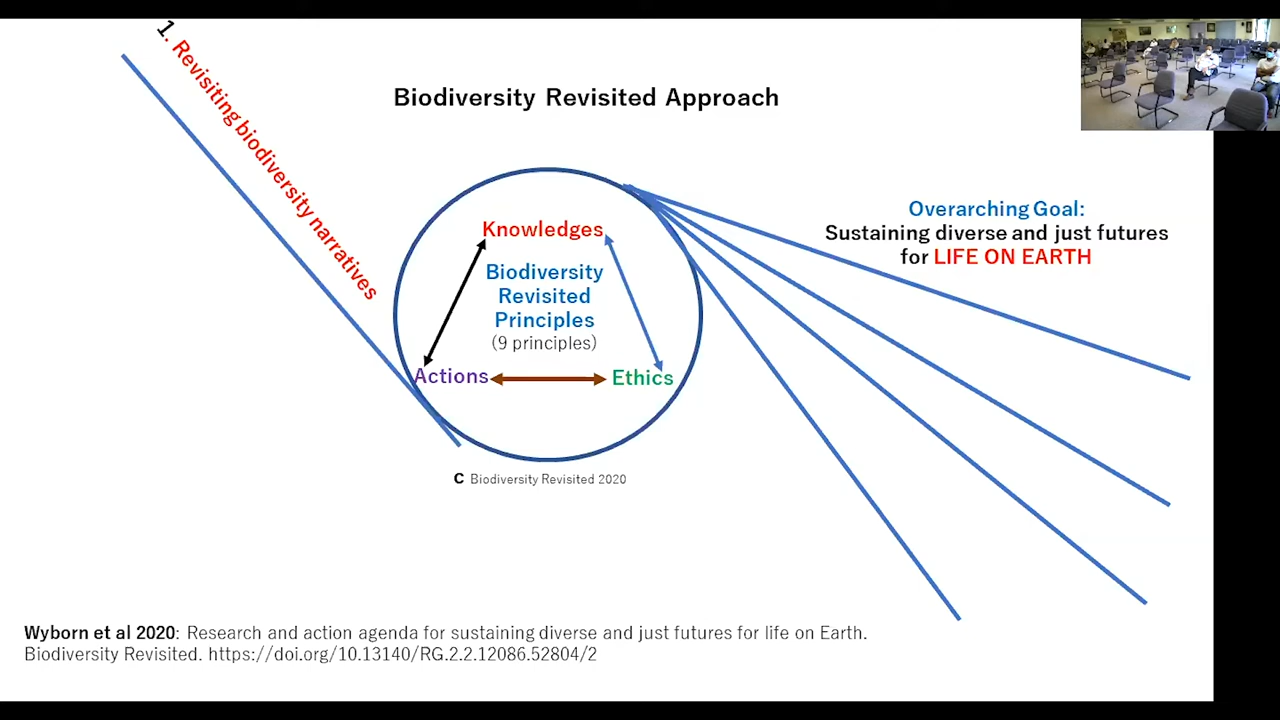 1. Revisiting biodiversity narratives
Biodiversity Revisited Approach
Knowledges
Biodiversity
Revisited
Principles
(9 principles)
Actions
Ethics
C Biodiversity Revisited 2020
Overarching Goal:
Sustaining diverse and just futures
for LIFE ON EARTH
Wyborn et al 2020: Research and action agenda for sustaining diverse and just futures for life on Earth.
Biodiversity Revisited. https://doi.org/10.13140/RG.2.2.12086.52804/2